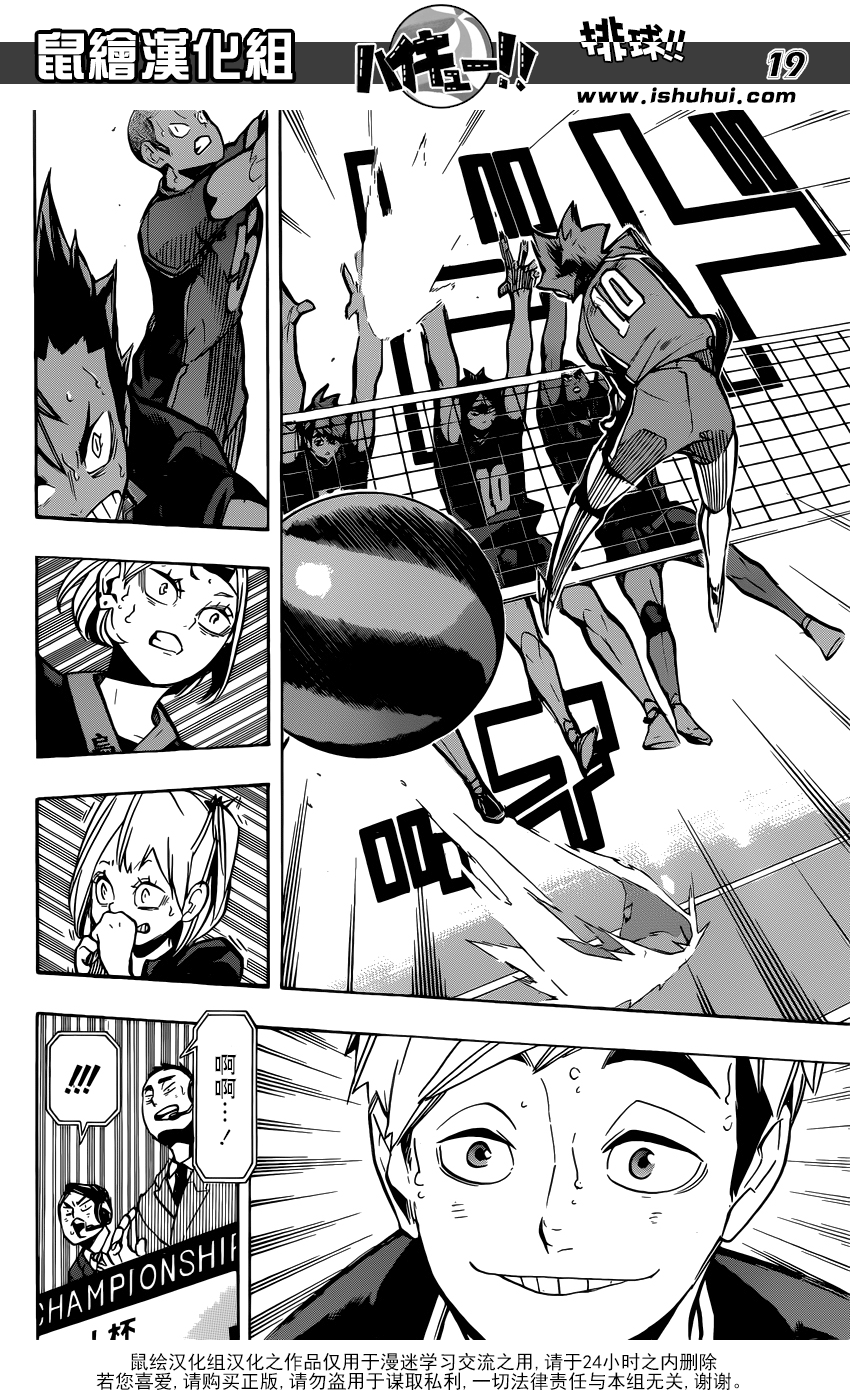 鼠繪漢化組
ハイキュー!!
排球!!
19
www.ishuhui.com
10
10
啊
啊…!
!!!
CHAMPIONSHIP
杯
鼠绘汉化组汉化之作品仅用于漫迷学习交流之用,请于24小时之内删除
若您喜爱,请购买正版,请勿盗用于谋取私利,一切法律责任与本组无关,谢谢。